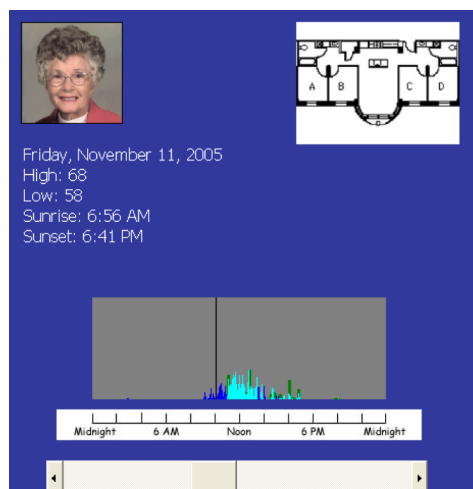 A B C D
Friday, November 11, 2005
High: 68
Low: 58
Sunrise: 6:56 AM
Sunset: 6:41 PM
Midnight 6 AM Noon 6 PM Midnight